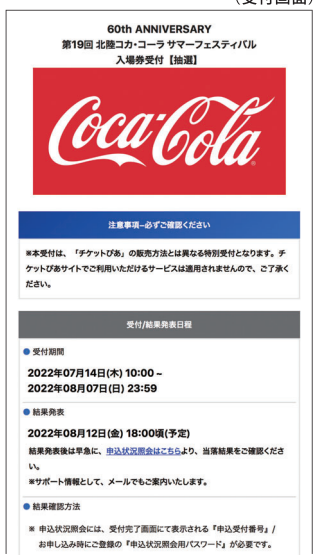 (受付画面)
60th ANNIVERSARY
第19回 北陸コカ・コーラ サマーフェスティバル
入場券受付【抽選】
Coca-Cola
注意事項-必ずご確認ください
※本受付は、「チケットぴあ」の販売方法とは異なる特別受付となります。チ
ケットぴあサイトでご利用いただけるサービスは適用されませんので、ご了承く
ださい。
受付/結果発表日程
● 受付期間
2022年07月14日(木) 10:00 –
2022年08月07日(日) 23:59
● 結果発表
2022年08月12日(金) 18:00頃(予定)
結果発表後は早急に、申込状況照会はこちらより、当落結果をご確認くださ
い。
※サポート情報として、メールでもご案内いたします。
● 結果確認方法
※ 申込状況照会には、受付完了画面にて表示される『申込受付番号』/
お申し込み時にご登録の『申込状況照会用パスワード』が必要です。